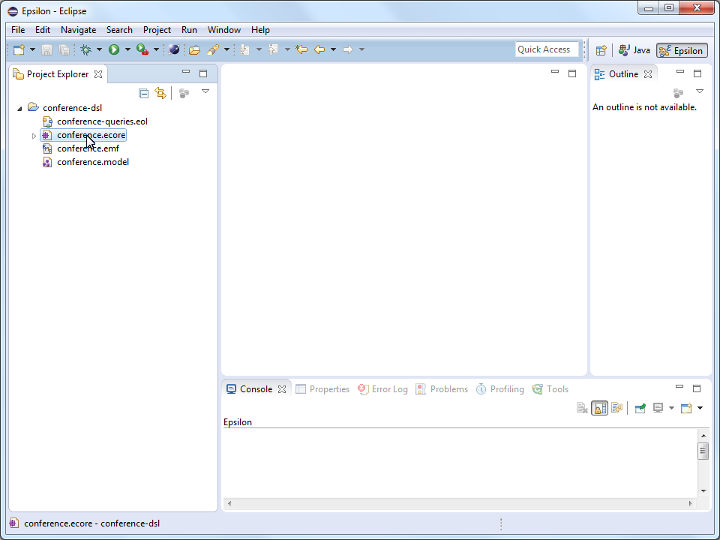 Epsilon - Eclipse
File Edit Navigate Search Project Run Window Help
Quick Access
Java
Epsilon
Project Explorer
conference-dsl
conference-queries.eol
conference.ecore
conference.emf
conference.model
Outline
An outline is not available.
Console
Properties
Error Log
Problems
Profiling
Tools
Epsilon
conference.ecore - conference-dsl